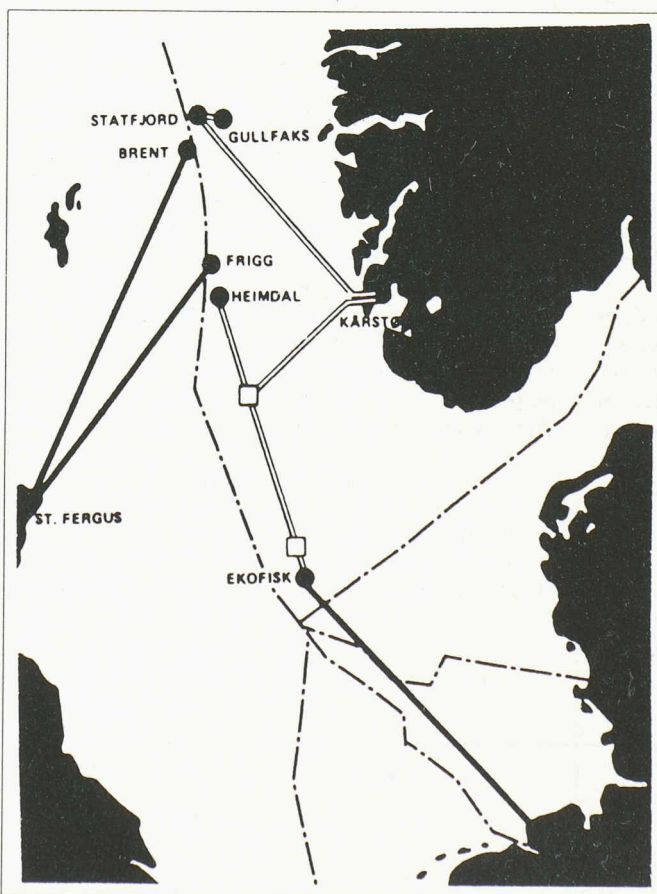 STATFJORD
GULLFAKS
BRENT
FRIGG
HEIMDAL
KÅRSTØ
ST. FERGUS
EKOFISK